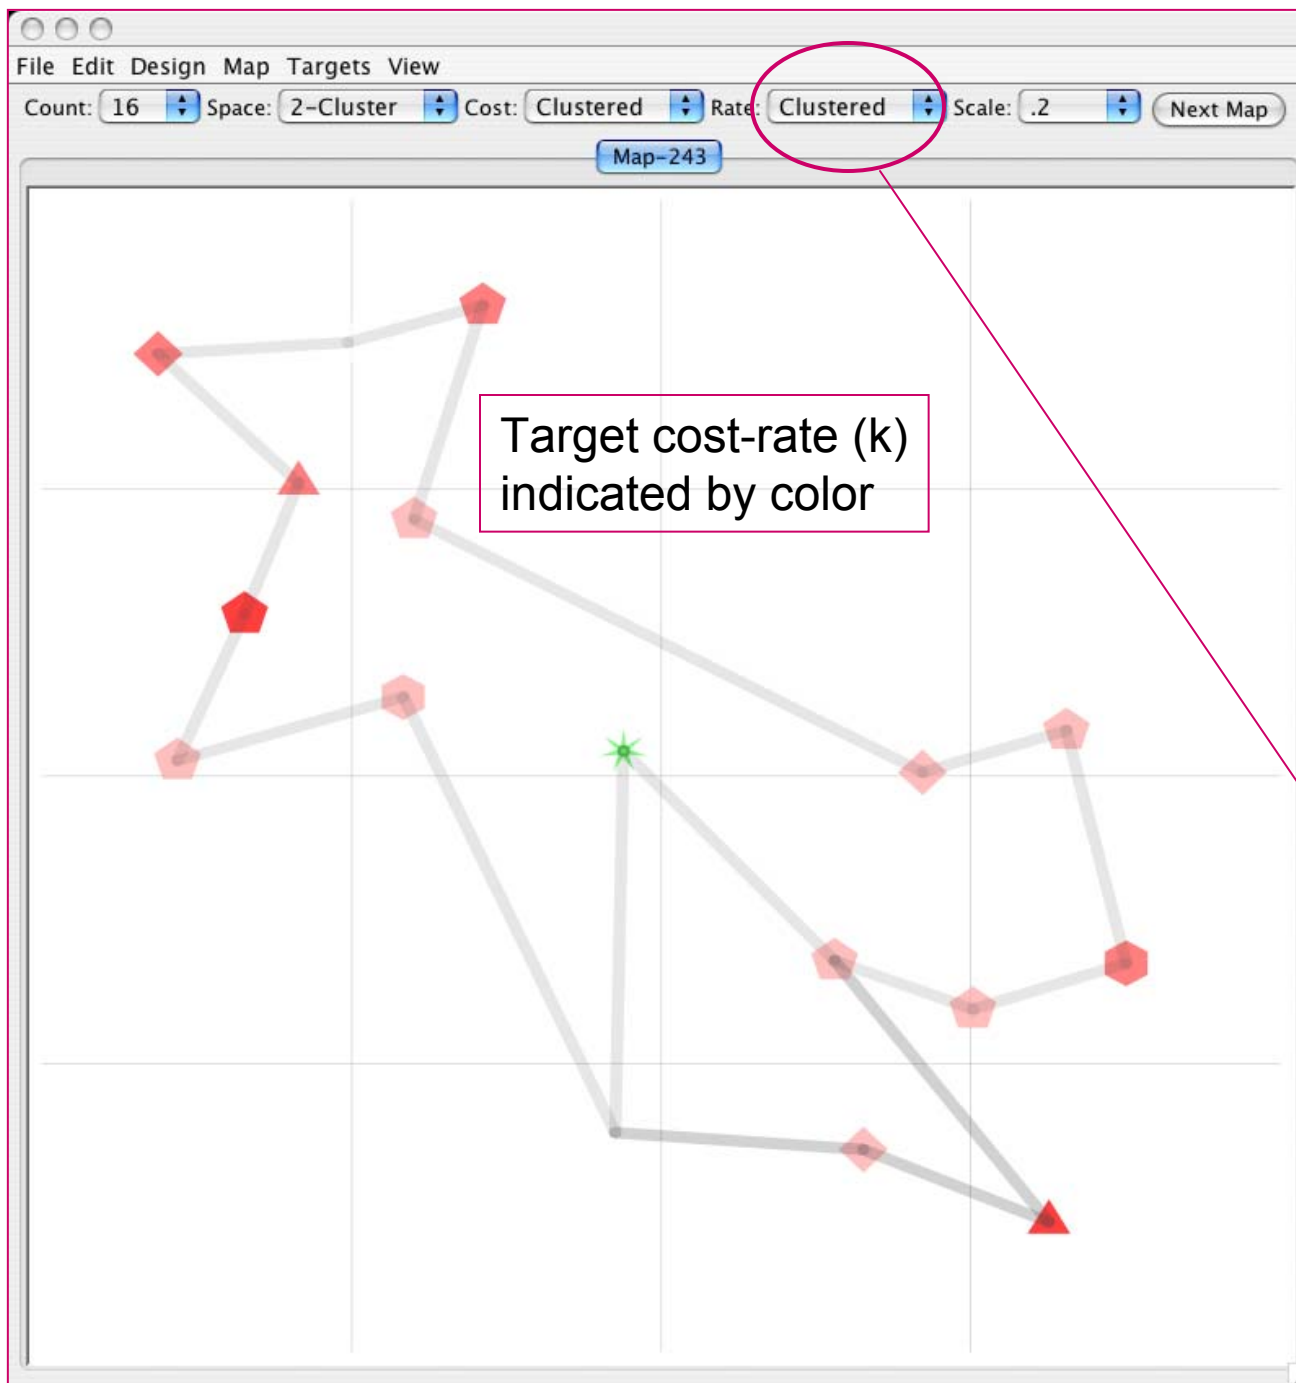 File Edit Design Map Targets View
Count: 16 Space: 2-Cluster Cost: Clustered Rate: Clustered Scale: .2 Next Map
Map-243
Target cost-rate (k)
indicated by color